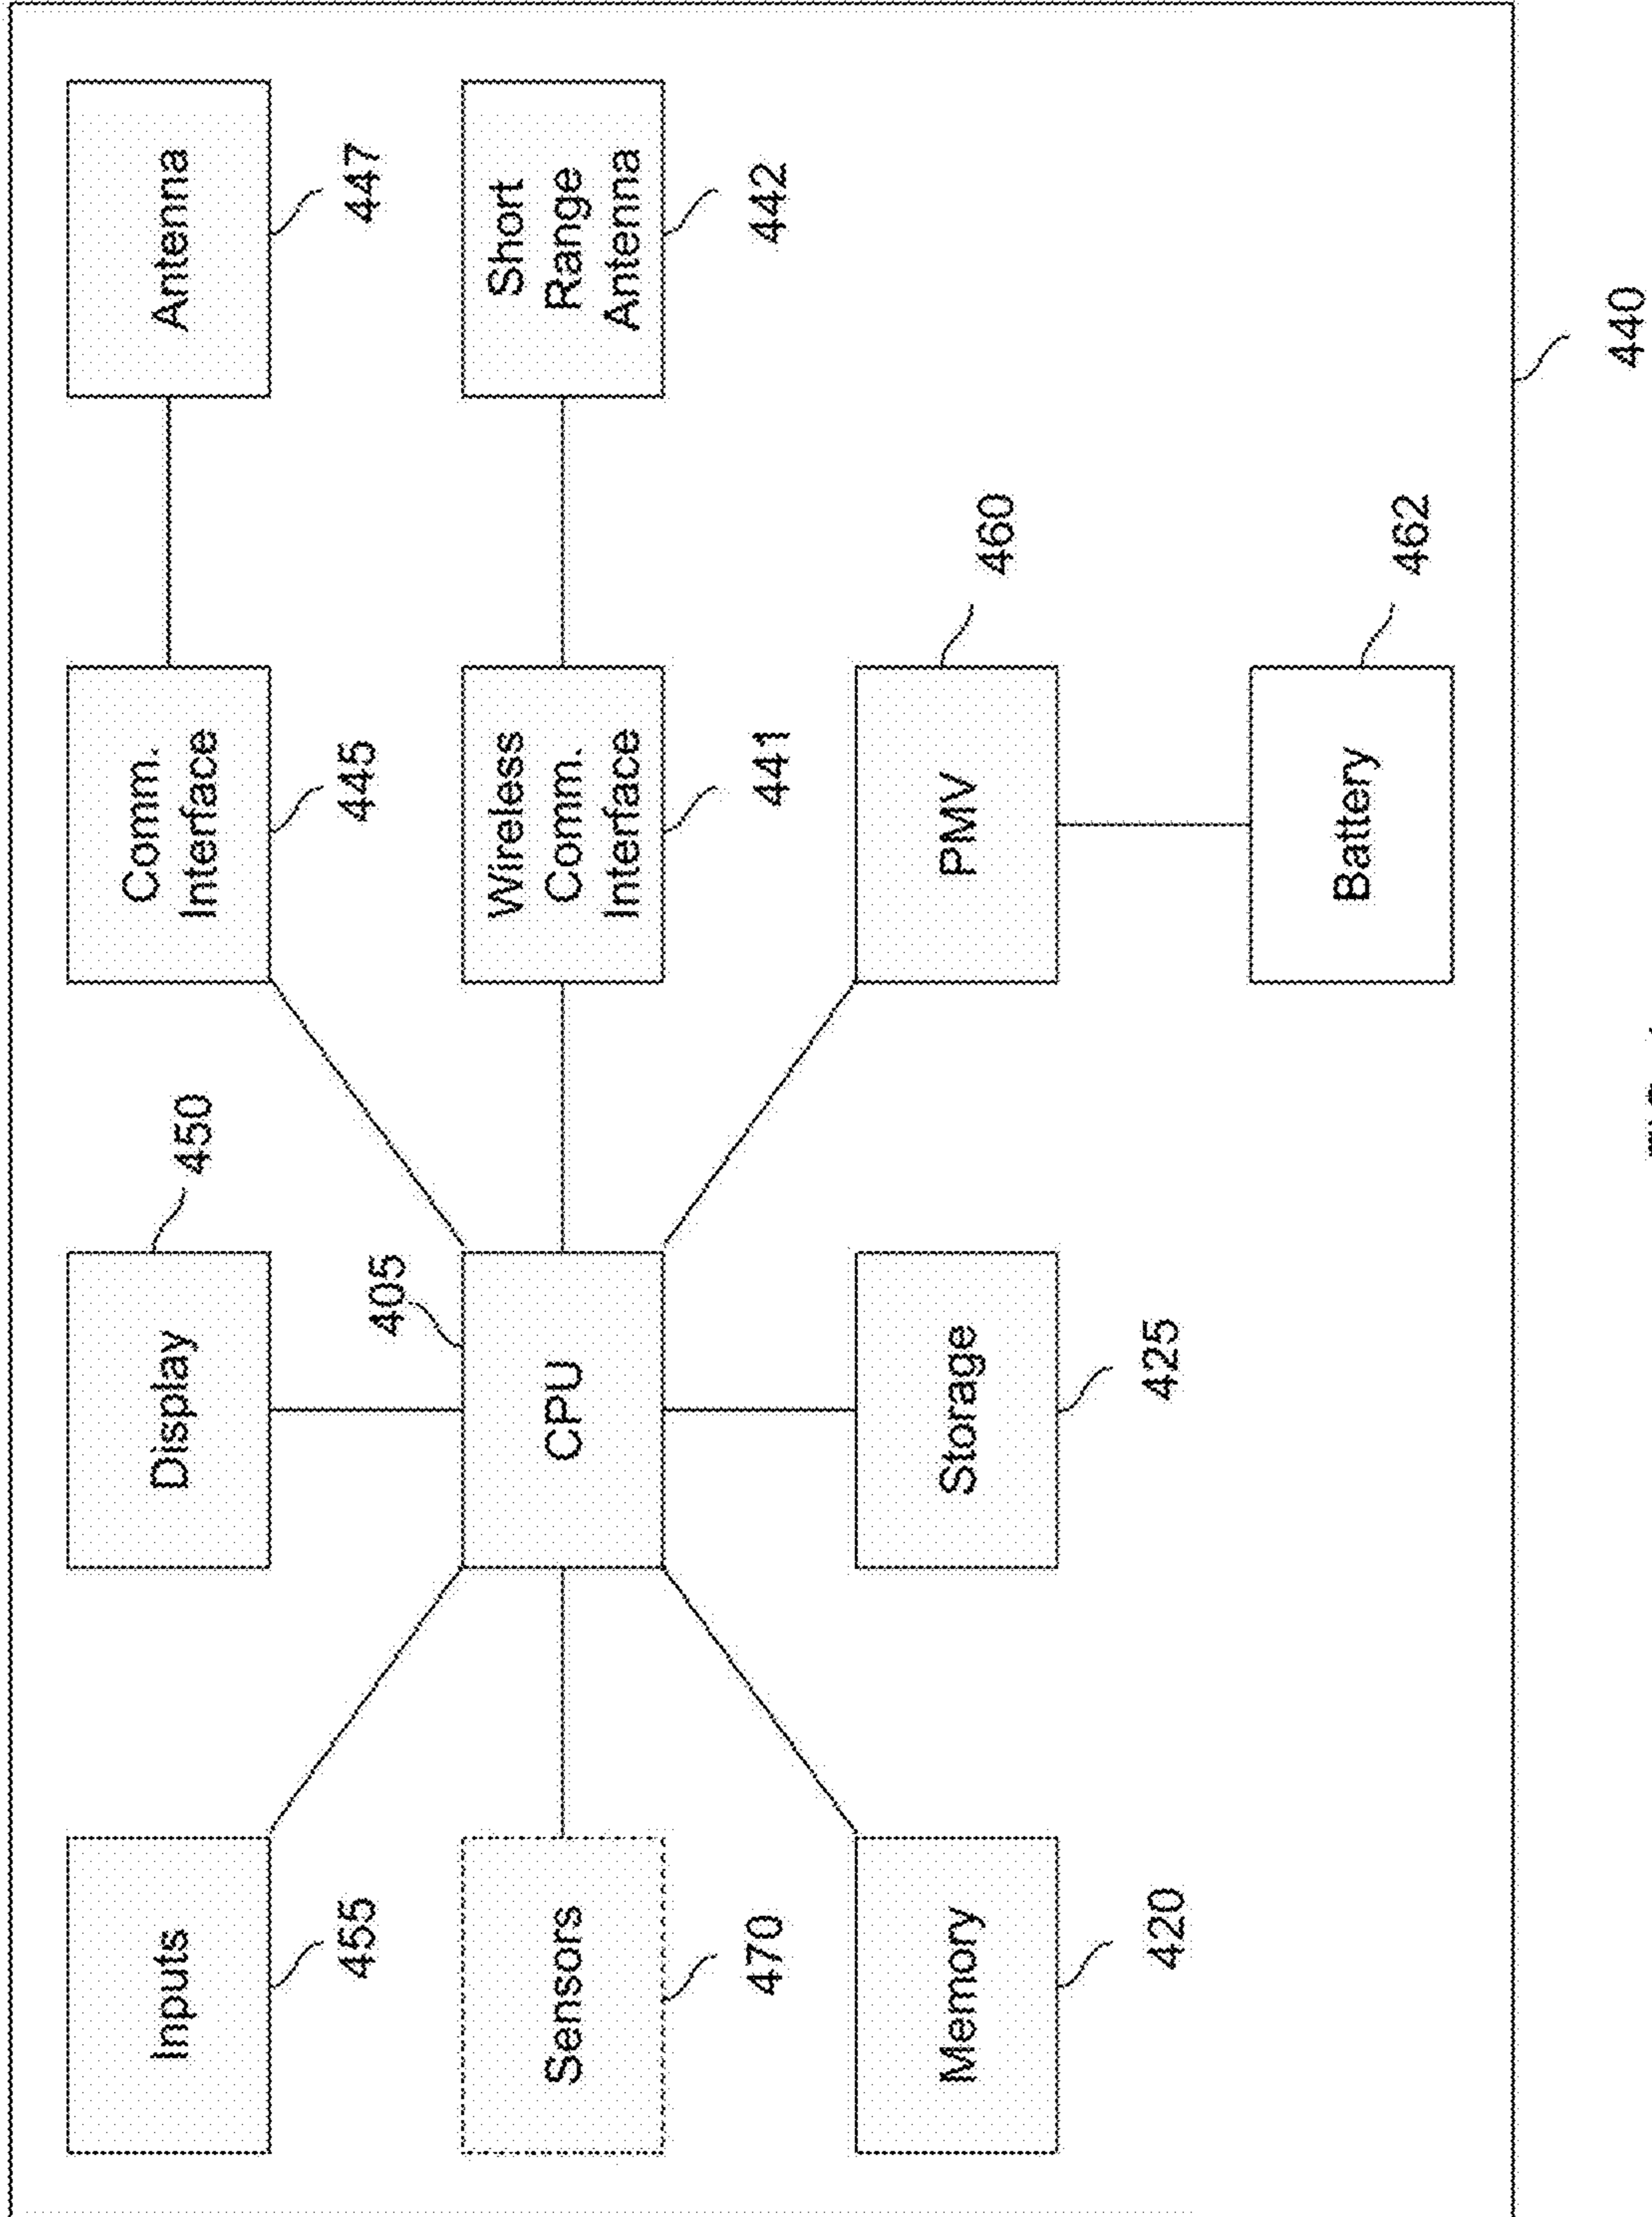 Inputs
455
Display
450
Comm.
Interface
445
Antenna
447
Sensors
470
CPU
405
Wireless
Comm.
Interface
441
Short
Range
Antenna
442
Memory
420
Storage
425
PMV
460
Battery
462
440